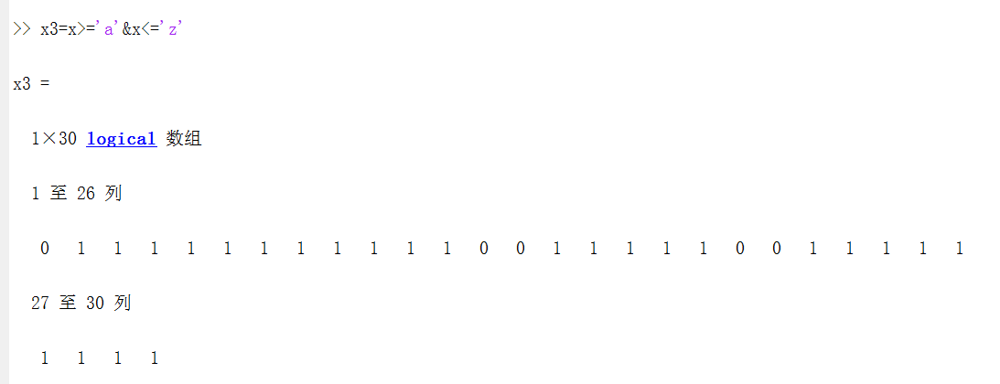 >> x3=x>='a'&x<='z'
x3 =
1×30 logical 数组
1 至 26 列
0 1 1 1 1 1 1 1 1 1 1 1 0 0 1 1 1 1 1 0 0 1 1 1 1 1
27 至 30 列
1 1 1 1